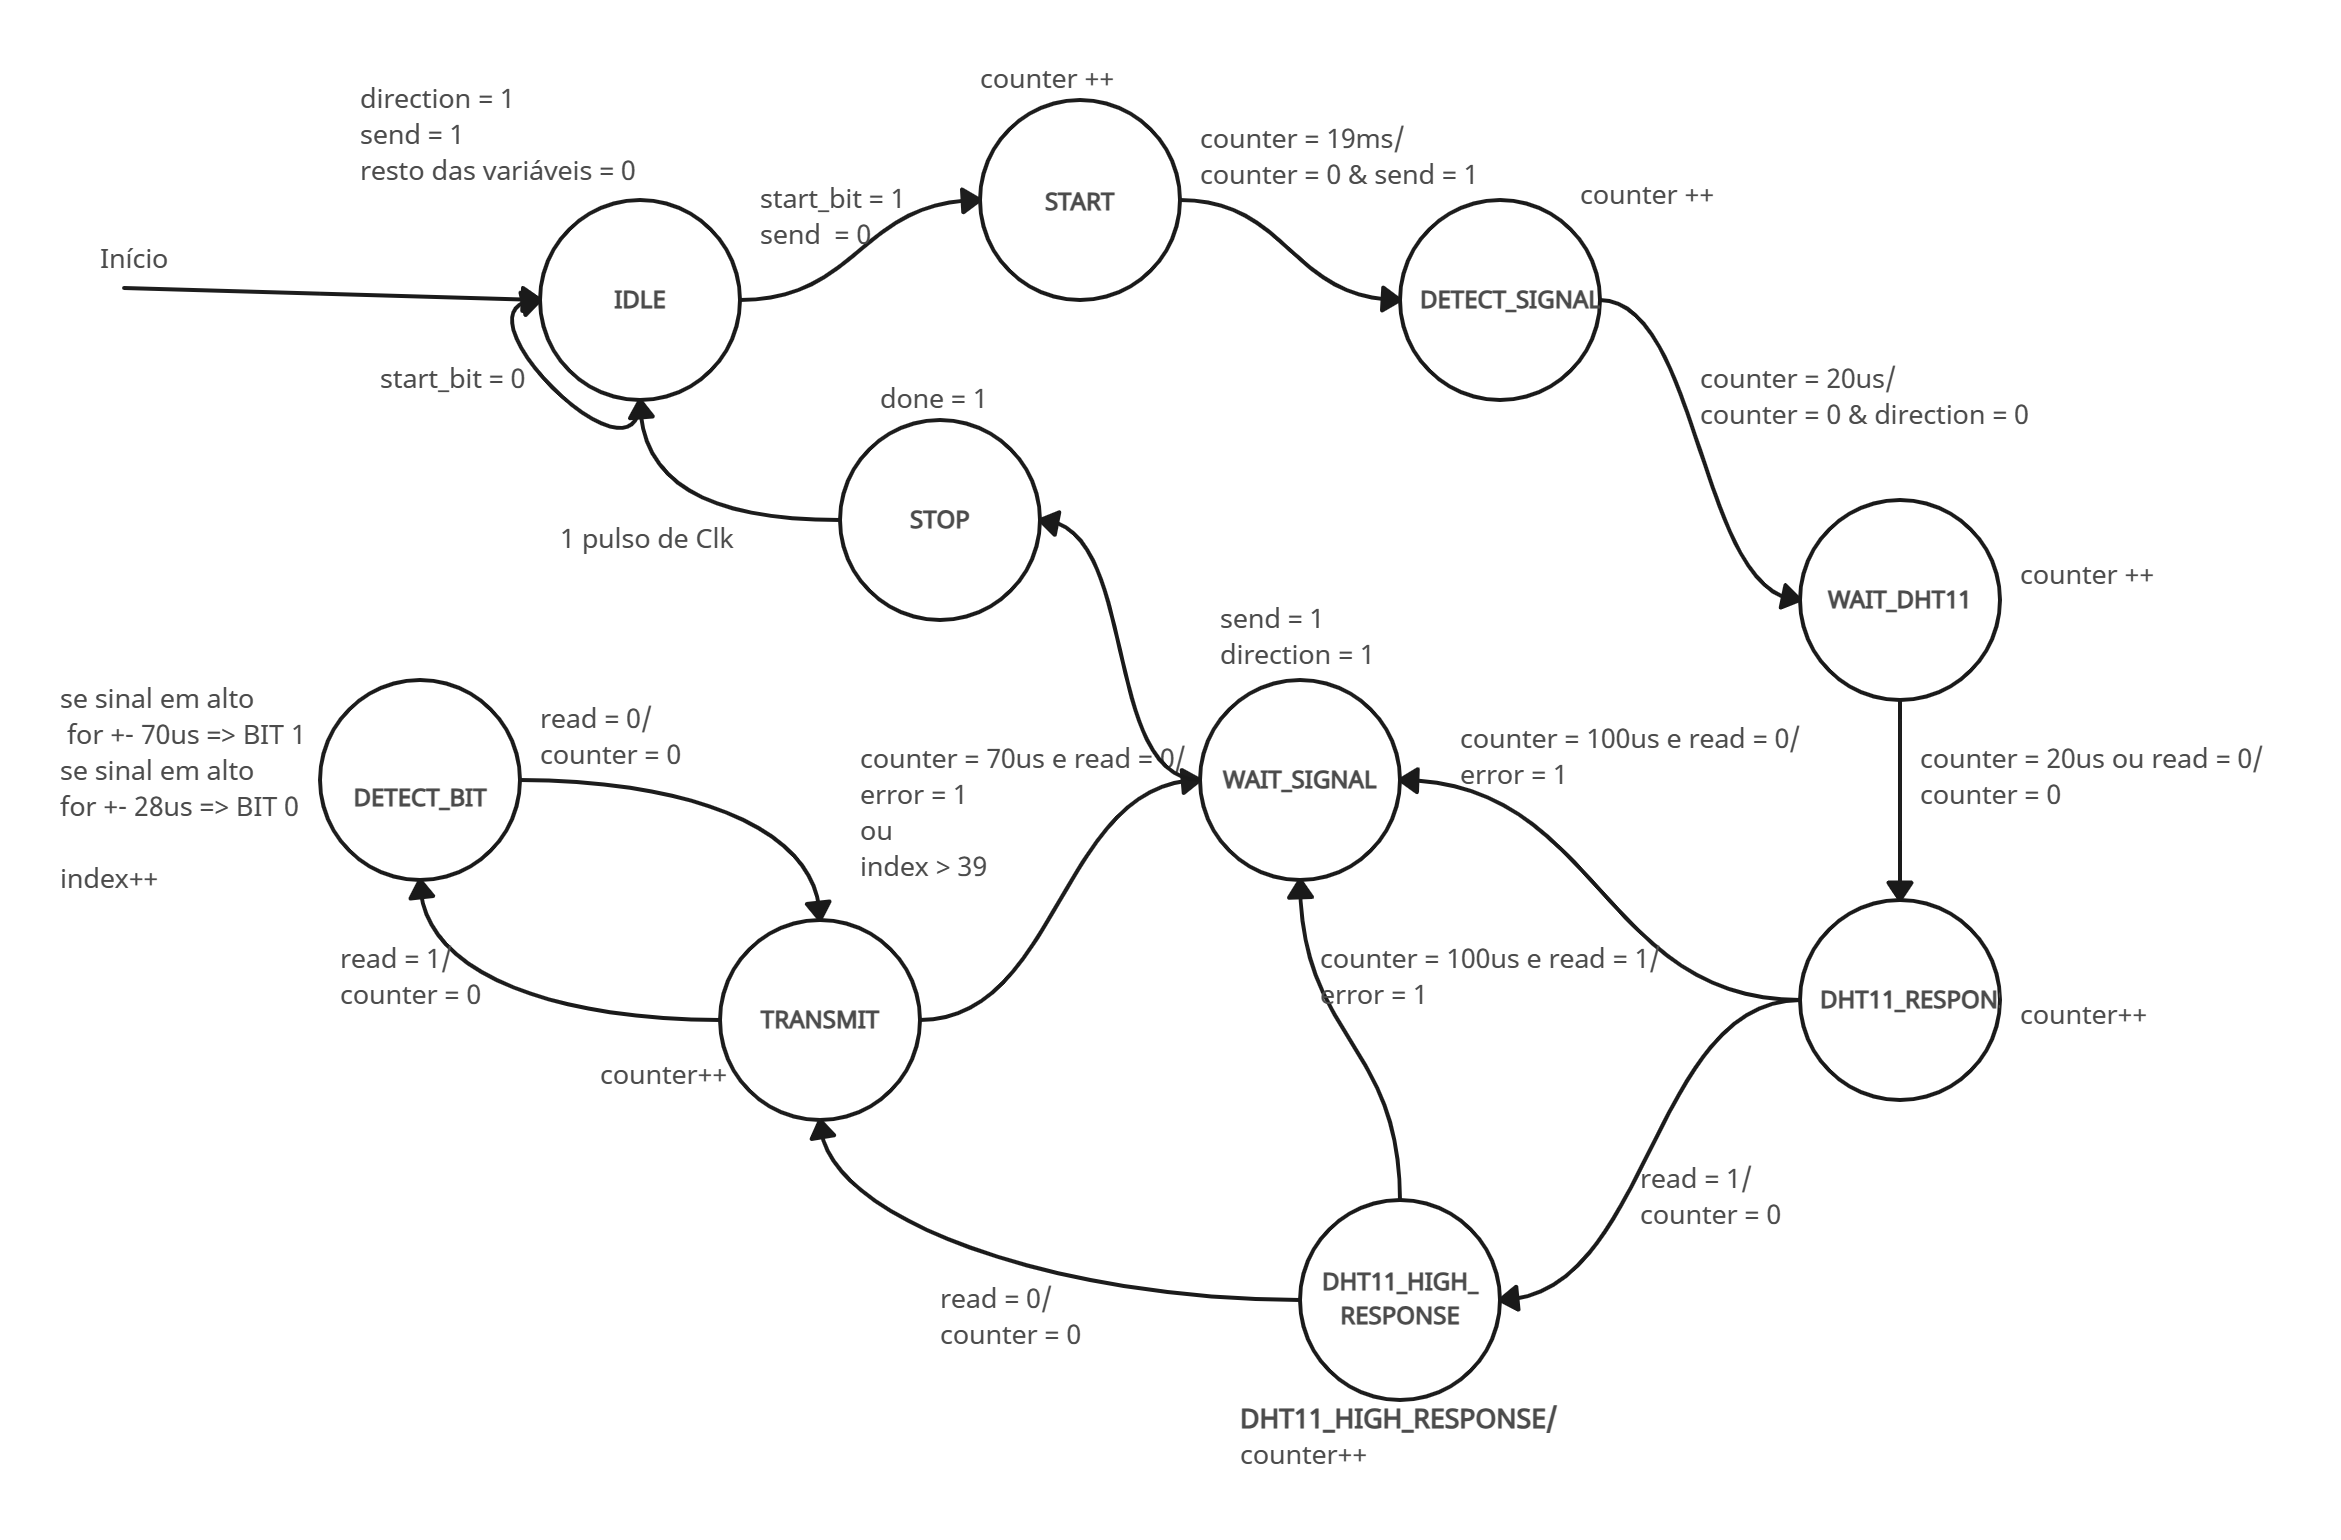 counter ++
direction = 1
send = 1
resto das variáveis = 0
counter = 19ms/
counter = 0 & send = 1
start_bit = 1
send  = 0
START
counter ++
Início
IDLE
DETECT_SIGNAL
start_bit = 0
counter = 20us/
counter = 0 & direction = 0
done = 1
STOP
1 pulso de Clk
WAIT_DHT11
counter ++
send = 1
direction = 1
se sinal em alto
for +- 70us => BIT 1
se sinal em alto
for +- 28us => BIT 0
index++
DETECT_BIT
read = 0/
counter = 0
counter = 70us e read = 0/
error = 1
ou
index > 39
WAIT_SIGNAL
counter = 100us e read = 0/
error = 1
counter = 20us ou read = 0/
counter = 0
read = 1/
counter = 0
counter = 100us e read = 1/
error = 1
DHT11_RESPON
counter++
TRANSMIT
counter++
read = 1/
counter = 0
DHT11_HIGH_
RESPONSE
read = 0/
counter = 0
DHT11_HIGH_RESPONSE/
counter++